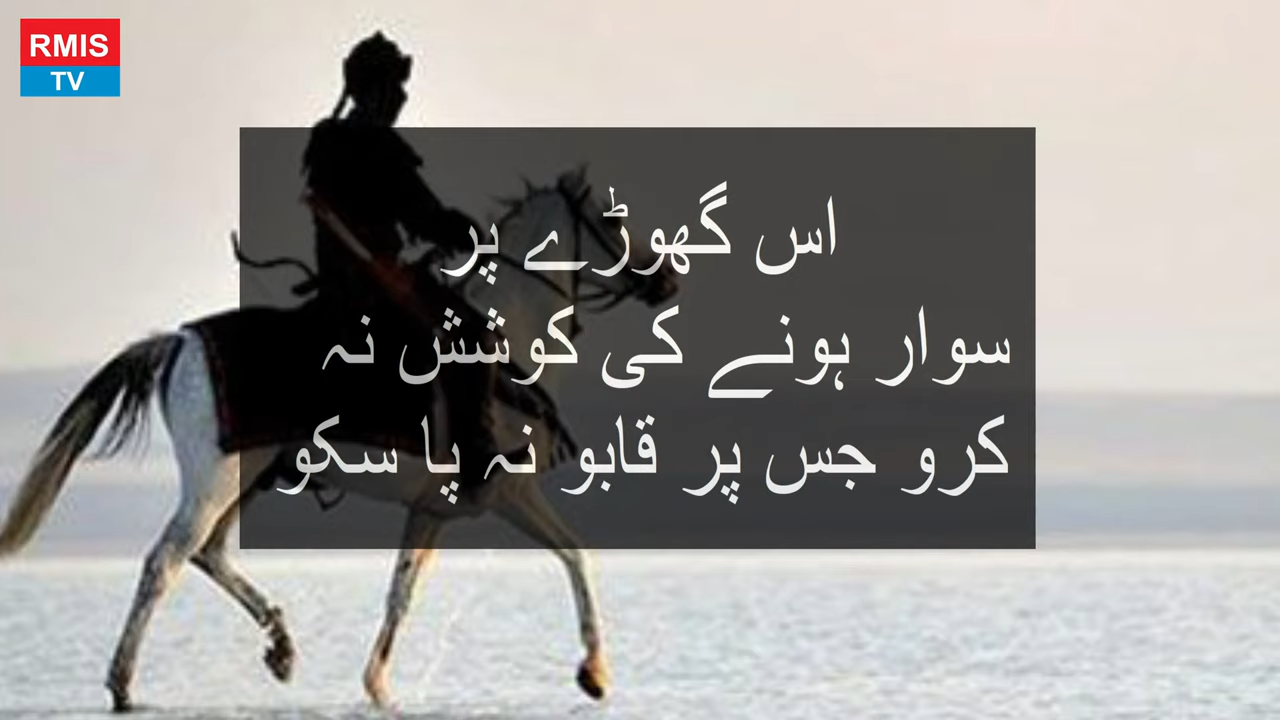 RMIS
TV
اس گھوڑے پر
سوار ہونے کی کوشش نہ
کرو جس پر قابو نہ پا سکو